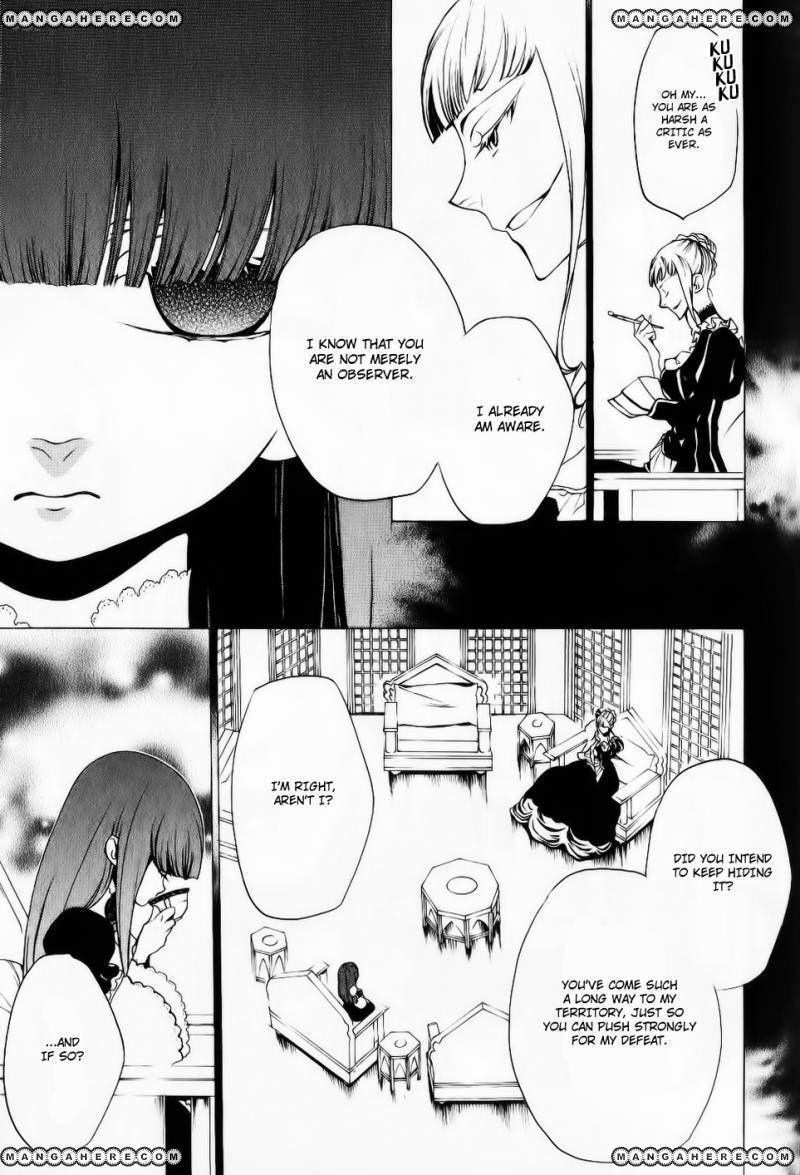 MANGAHERE.COM
MANGAHERE.COM
KU
KU
KU
KU
OH MY...
YOU ARE AS
HARSH A
CRITIC AS
EVER.
I ALREADY
AM AWARE.
I KNOW THAT YOU
ARE NOT MERELY
AN OBSERVER.
DID YOU INTEND
TO KEEP HIDING
IT?
YOU'VE COME SUCH
A LONG WAY TO MY
TERRITORY, JUST SO
YOU CAN PUSH STRONGLY
FOR MY DEFEAT.
I'M RIGHT,
AREN'T I?
...AND
IF SO?
MANGAHERE.COM
MANGAHERE.COM